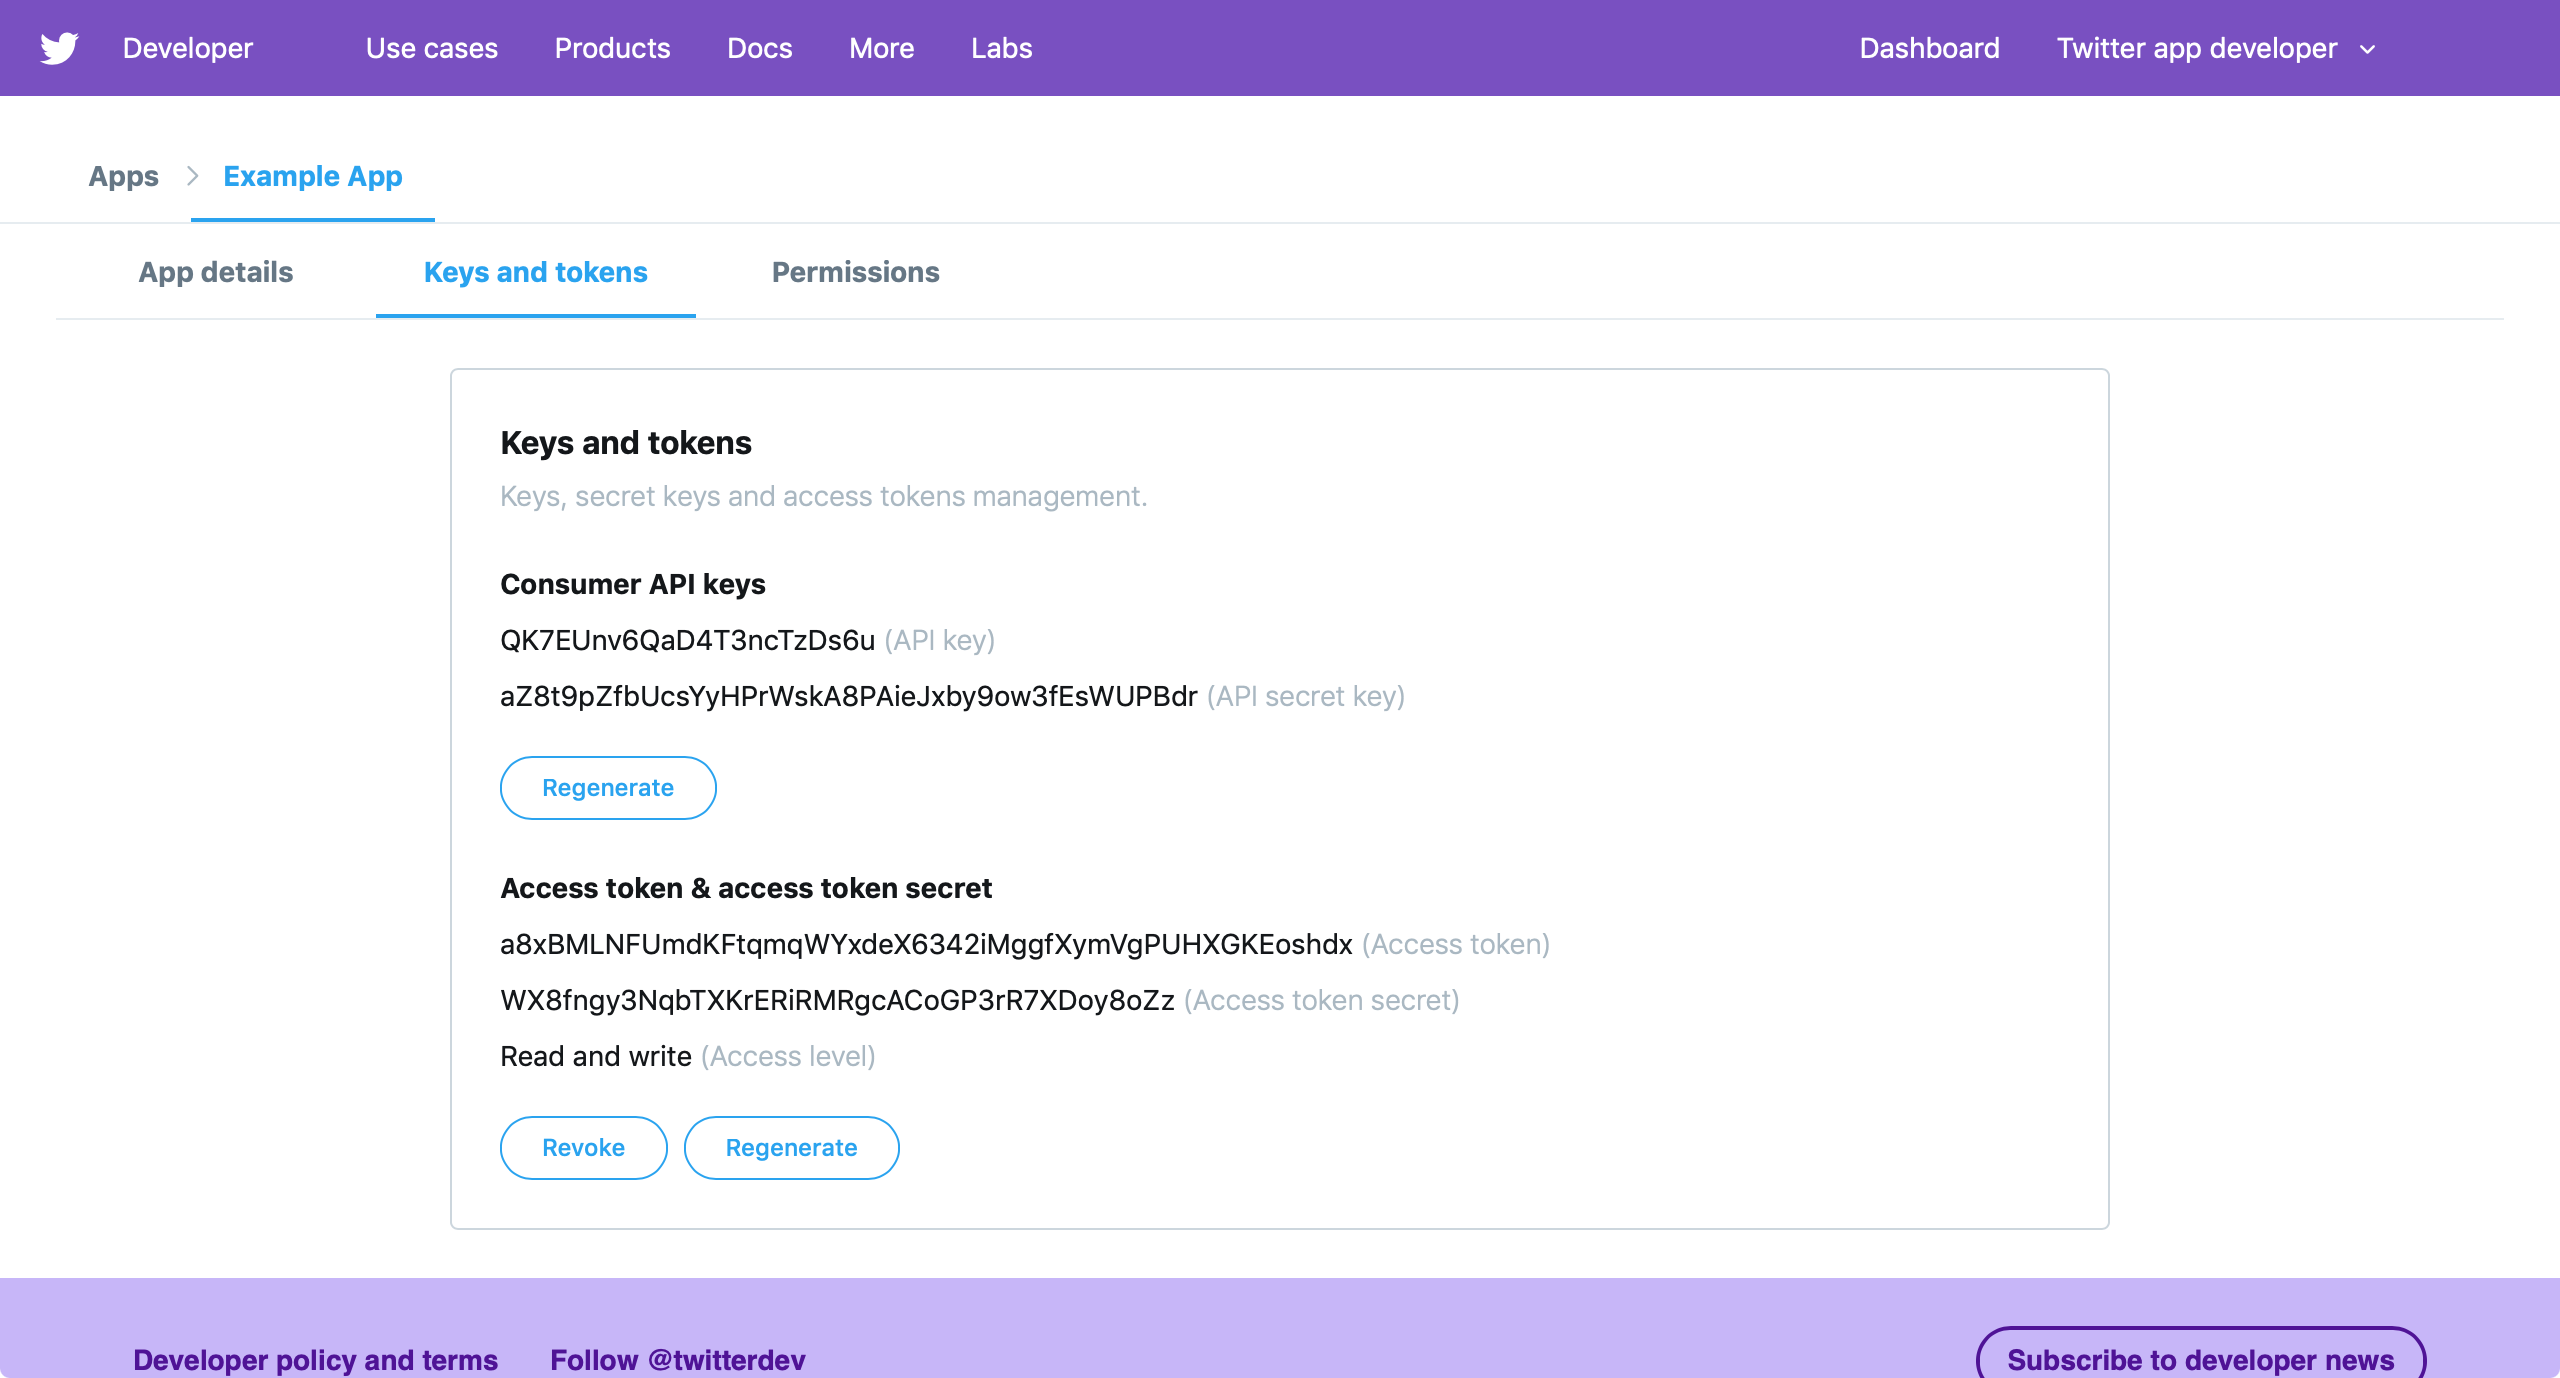 Developer Use cases Products Docs More Labs Dashboard Twitter app developer
Apps Example App
App details Keys and tokens Permissions
Keys and tokens
Keys, secret keys and access tokens management.
Consumer API keys
QK7EUnv6QaD4T3ncTzDs6u (API key)
aZ8t9pZfbUcsYyHPrWskA8PAieJxby9ow3fEsWUPBdr (API secret key)
Regenerate
Access token & access token secret
a8xBMLNFUmdKFtqmqWYxdeX6342iMggfXymVgPUHXGKEoshdx (Access token)
WX8fngy3NqbTXKrERiRMRgcACoGP3rR7XDoy8oZz (Access token secret)
Read and write (Access level)
Revoke Regenerate
Developer policy and terms Follow @twitterdev Subscribe to developer news